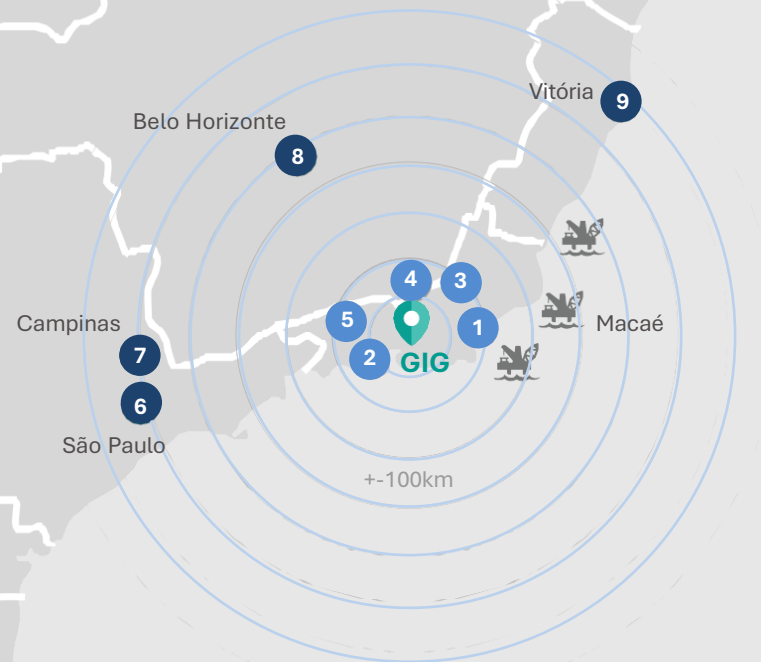 Vitória
9
Belo Horizonte
8
4
3
5
1
Campinas
Macaé
7
2
GIG
6
São Paulo
+-100km